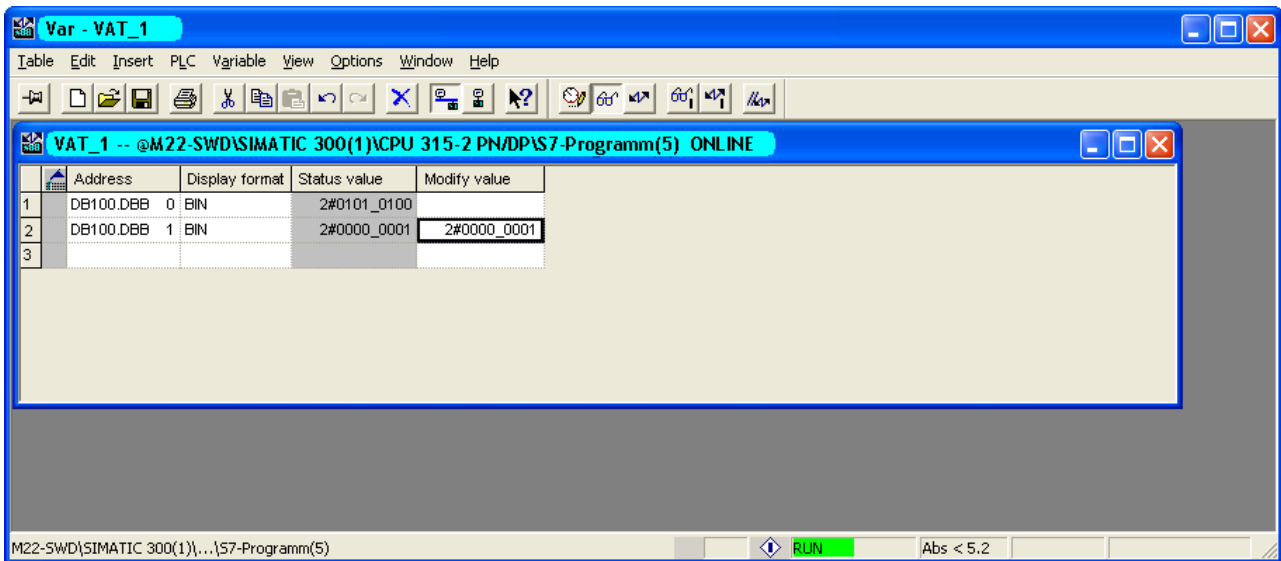 Var - VAT_1
Table Edit Insert PLC Variable View Options Window Help
VAT_1 -- @M22-SWD\SIMATIC 300(1)\CPU 315-2 PN/DP\S7-Programm(5) ONLINE
Address Display format Status value Modify value
1 DB100.DBB 0 BIN 2#0101_0100
2 DB100.DBB 1 BIN 2#0000_0001 2#0000_0001
3
M22-SWD\SIMATIC 300(1)\...\S7-Programm(5) RUN Abs < 5.2